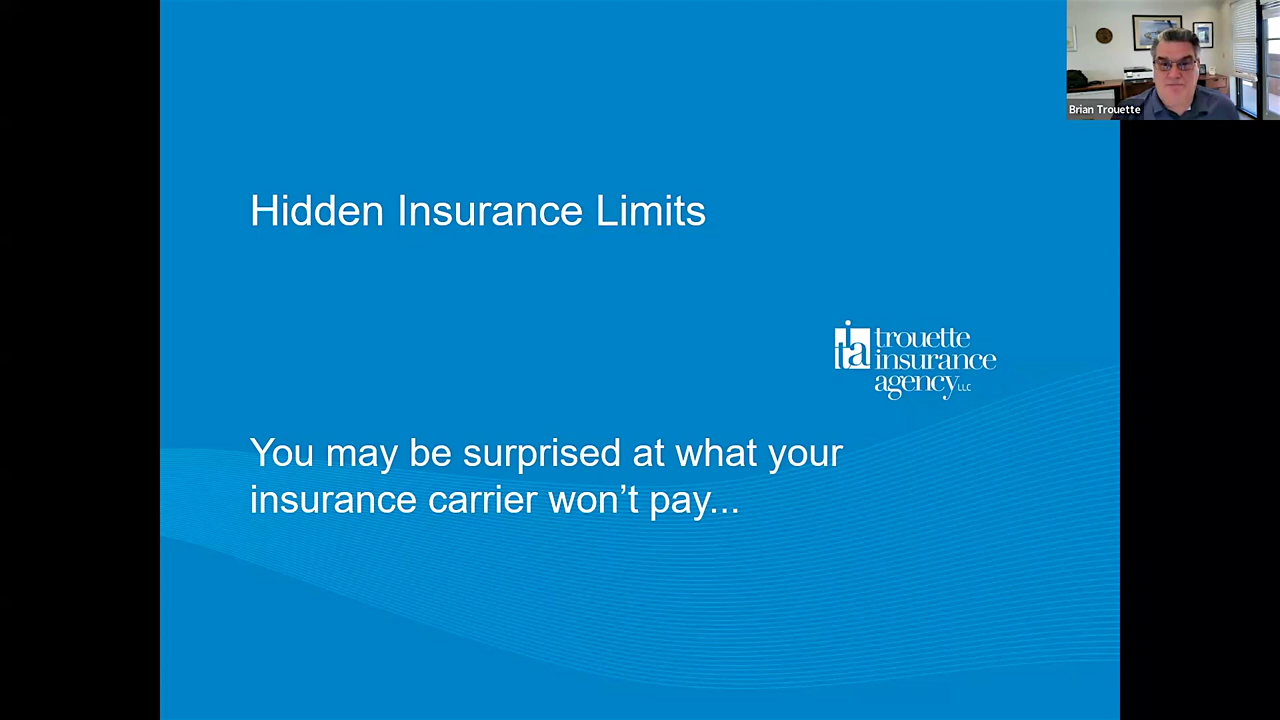 Hidden Insurance Limits
ta
trouette
insurance
agency LLC
You may be surprised at what your
insurance carrier won’t pay...
Brian Trouette